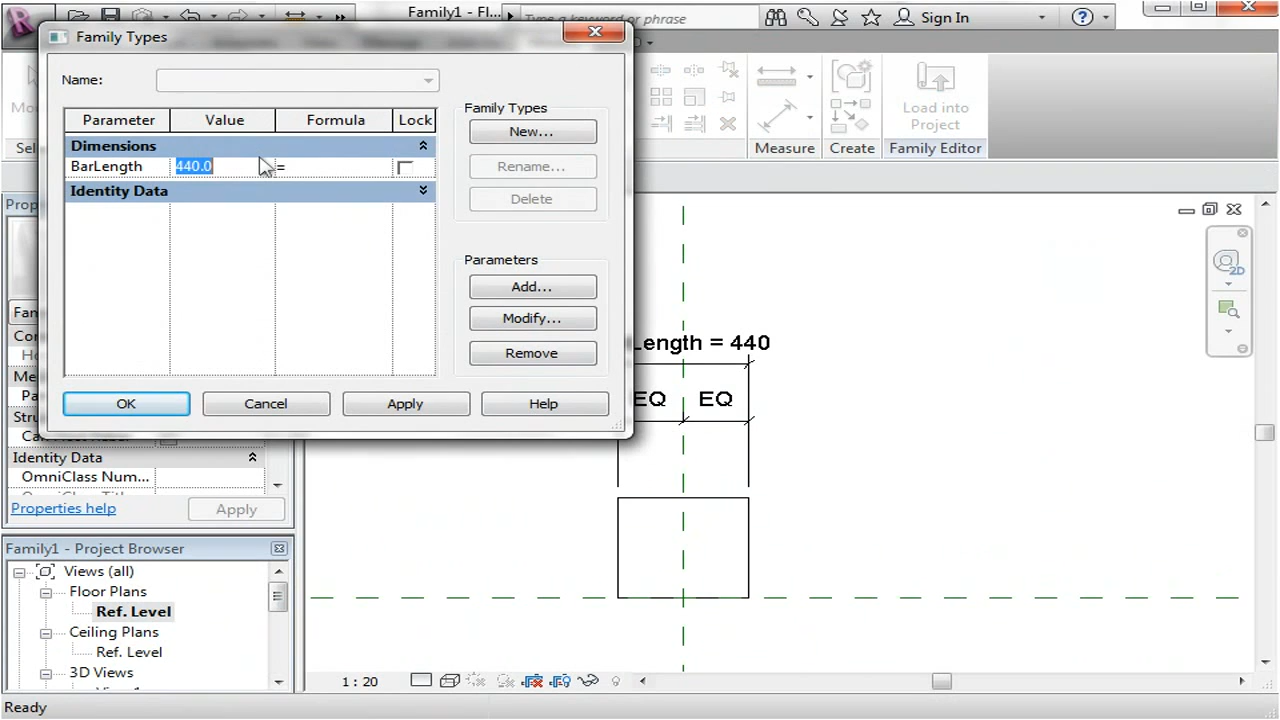 Family1 - Fl...
Type a keyword or phrase
Sign In
Family Types
Name:
Parameter
Value
Formula
Lock
Dimensions
BarLength
440.0
=
Identity Data
Family Types
New...
Rename...
Delete
Parameters
Add...
Modify...
Remove
OK
Cancel
Apply
Help
Load into
Project
Measure
Create
Family Editor
2D
Length = 440
EQ
EQ
Identity Data
OmniClass Num...
Properties help
Apply
Family1 - Project Browser
Views (all)
Floor Plans
Ref. Level
Ceiling Plans
Ref. Level
3D Views
1 : 20
Ready